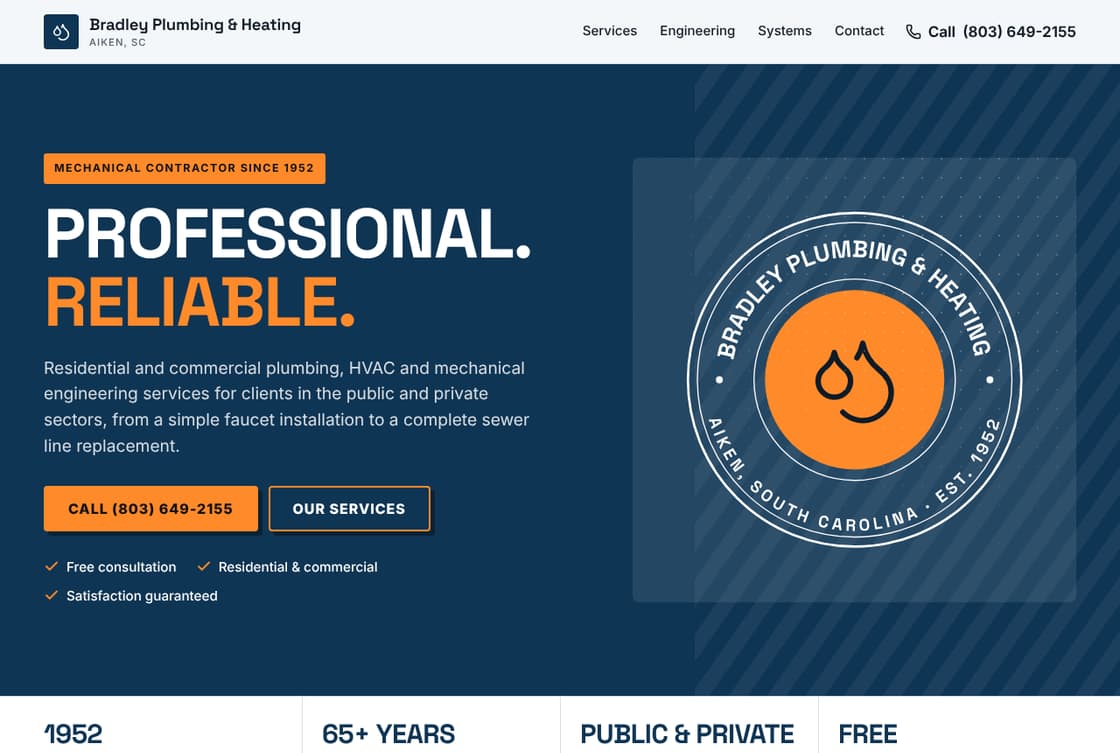 Bradley Plumbing & Heating
AIKEN, SC
Services
Engineering
Systems
Contact
Call (803) 649-2155
MECHANICAL CONTRACTOR SINCE 1952
PROFESSIONAL.
RELIABLE.
Residential and commercial plumbing, HVAC and mechanical
engineering services for clients in the public and private
sectors, from a simple faucet installation to a complete sewer
line replacement.
CALL (803) 649-2155
OUR SERVICES
Free consultation
Residential & commercial
Satisfaction guaranteed
BRADLEY PLUMBING & HEATING
AIKEN, SOUTH CAROLINA · EST. 1952
1952
65+ YEARS
PUBLIC & PRIVATE
FREE